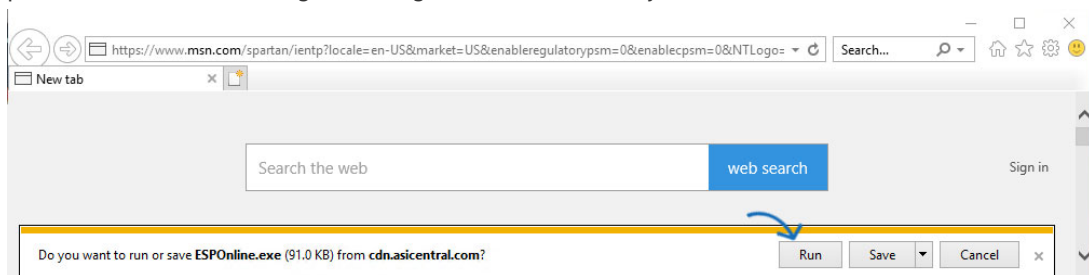 https://www.msn.com/spartan/ientp?locale=en-US&market=US&enableregulatorypsm=0&enablecpsm=0&NTLogo=
Search...
New tab
Search the web
web search
Sign in
Do you want to run or save ESPOnline.exe (91.0 KB) from cdn.asicentral.com?
Run
Save
Cancel